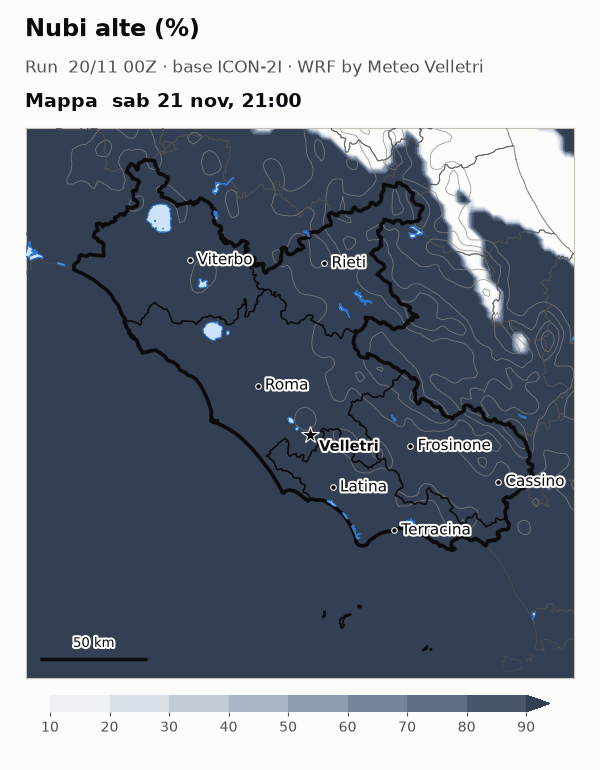 Nubi alte (%)
Run 20/11 00Z · base ICON-2I · WRF by Meteo Velletri
Mappa sab 21 nov, 21:00
Viterbo
Rieti
Roma
Velletri
Frosinone
Latina
Cassino
Terracina
50 km
10 20 30 40 50 60 70 80 90